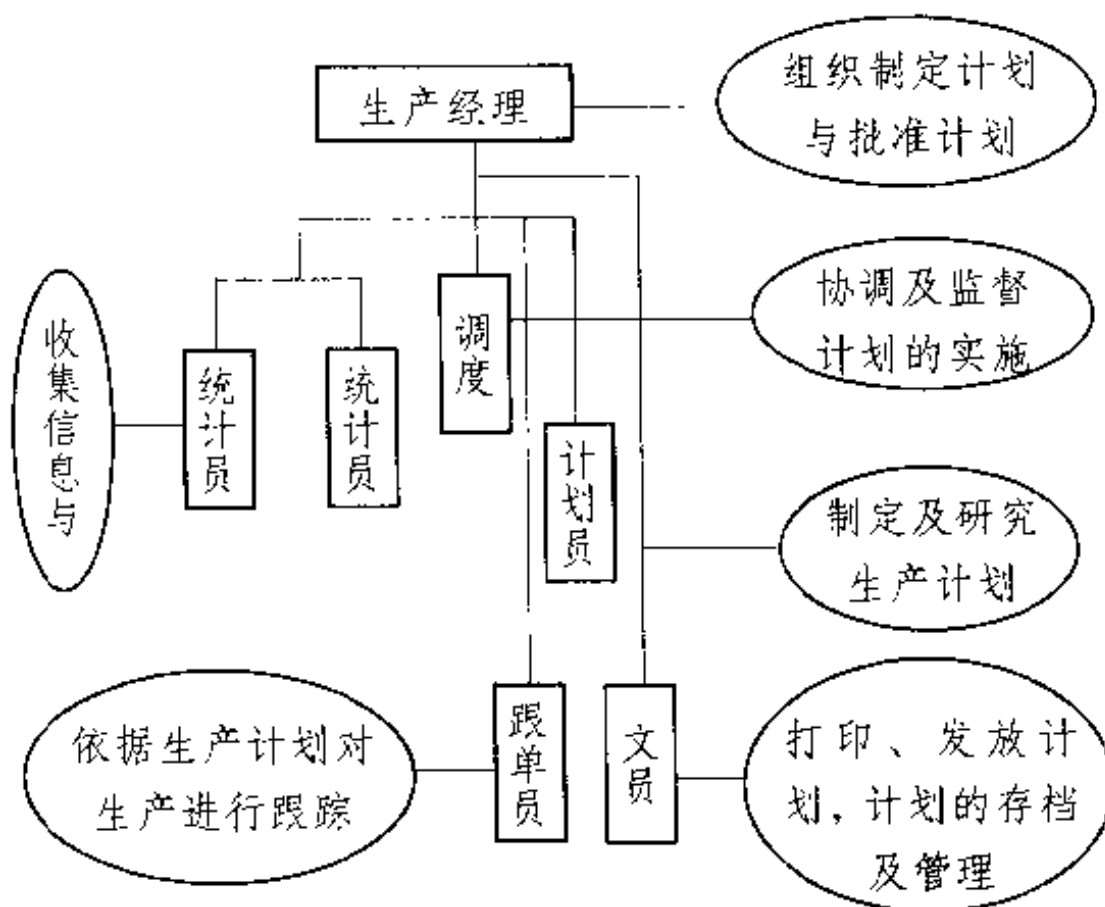 生产经理
组织制定计划
与批准计划
协调及监督
计划的实施
调度
收集信息与
统计员
统计员
计划员
制定及研究
生产计划
依据生产计划对
生产进行跟踪
跟单员
文员
打印、发放计
划，计划的存档
及管理